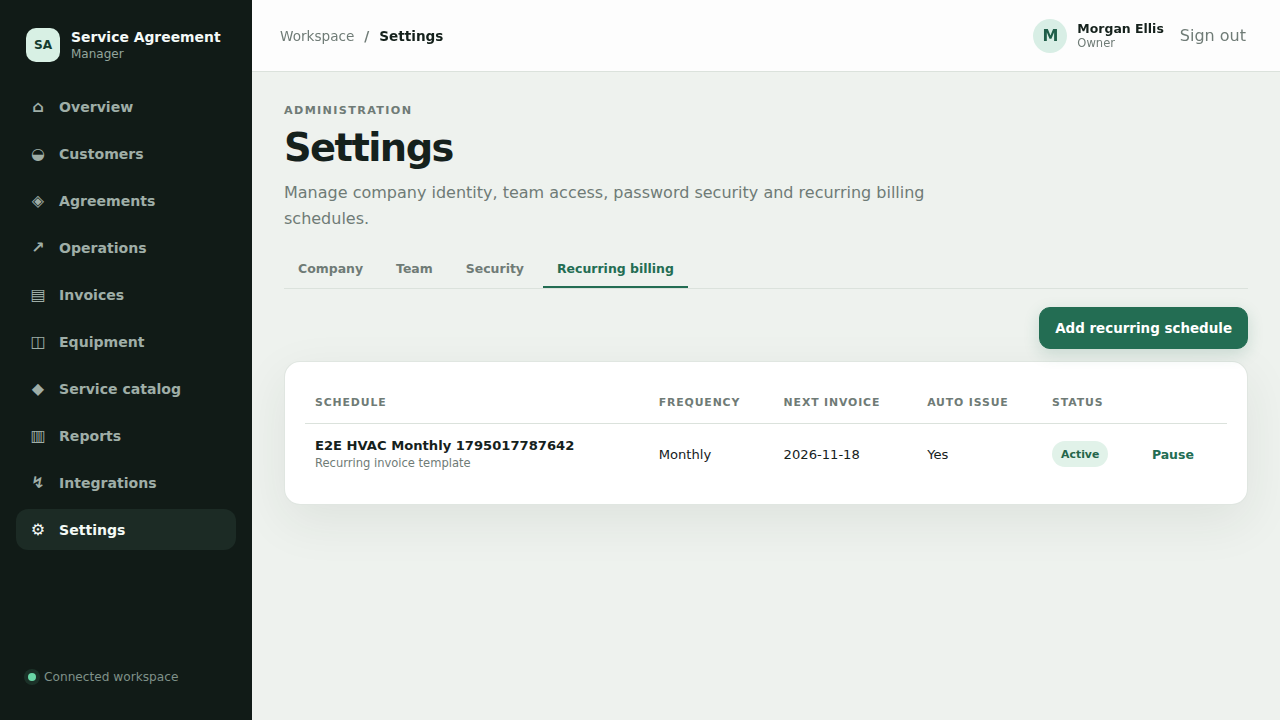 SA
Service Agreement
Manager
Overview
Customers
Agreements
Operations
Invoices
Equipment
Service catalog
Reports
Integrations
Settings
Connected workspace
Workspace / Settings
M
Morgan Ellis
Owner
Sign out
ADMINISTRATION
Settings
Manage company identity, team access, password security and recurring billing
schedules.
Company Team Security Recurring billing
Add recurring schedule
SCHEDULE FREQUENCY NEXT INVOICE AUTO ISSUE STATUS
E2E HVAC Monthly 1795017787642
Recurring invoice template
Monthly 2026-11-18 Yes Active Pause